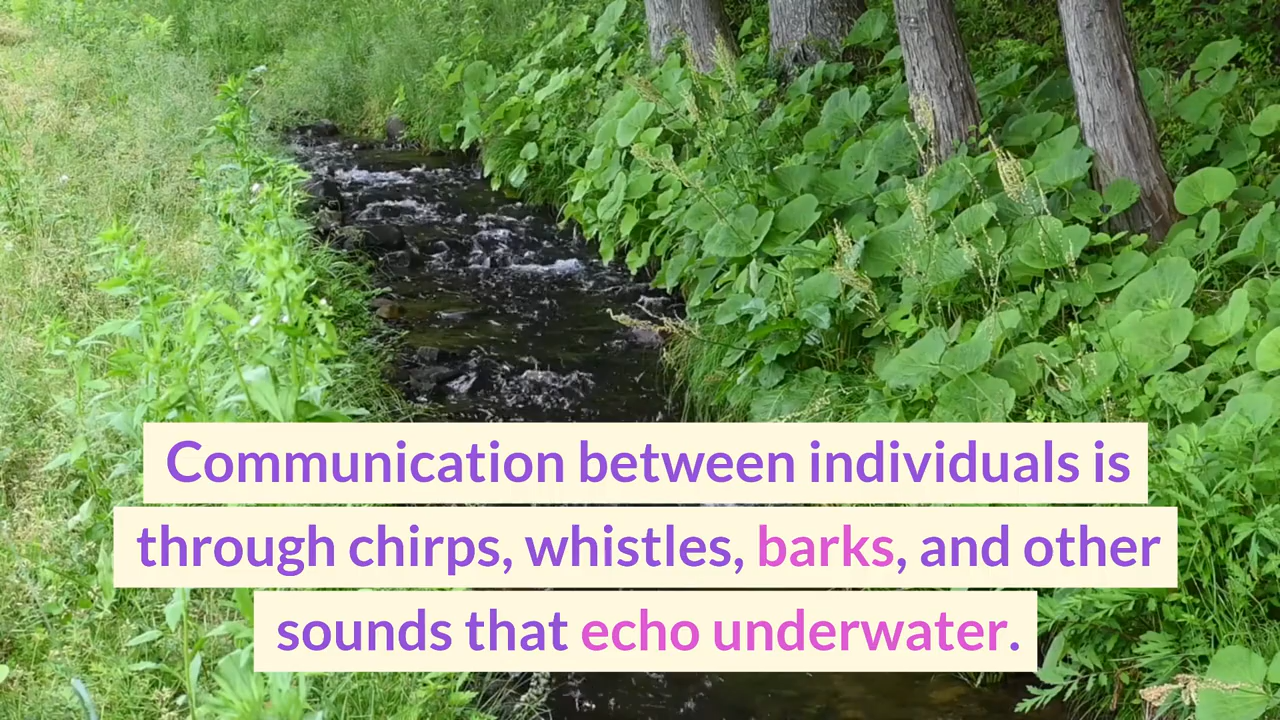 Communication between individuals is
through chirps, whistles, barks, and other
sounds that echo underwater.